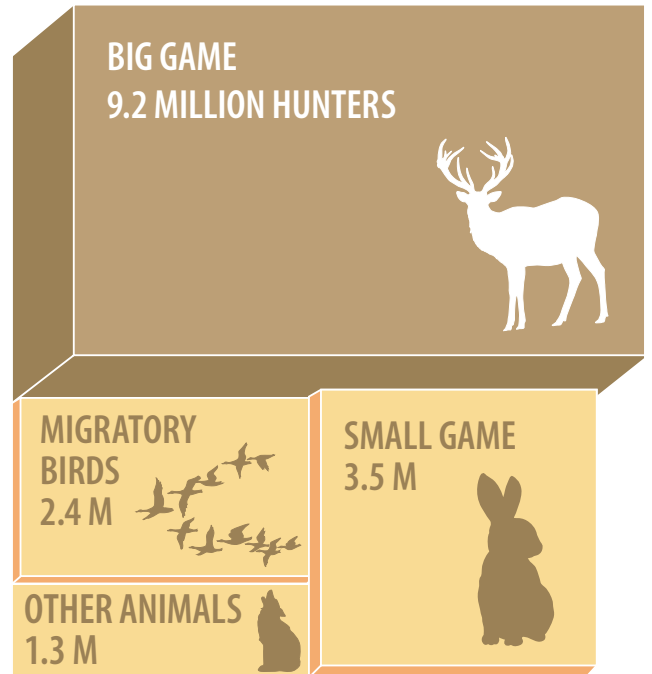 BIG GAME
9.2 MILLION HUNTERS
MIGRATORY
BIRDS
2.4 M
SMALL GAME
3.5 M
OTHER ANIMALS
1.3 M